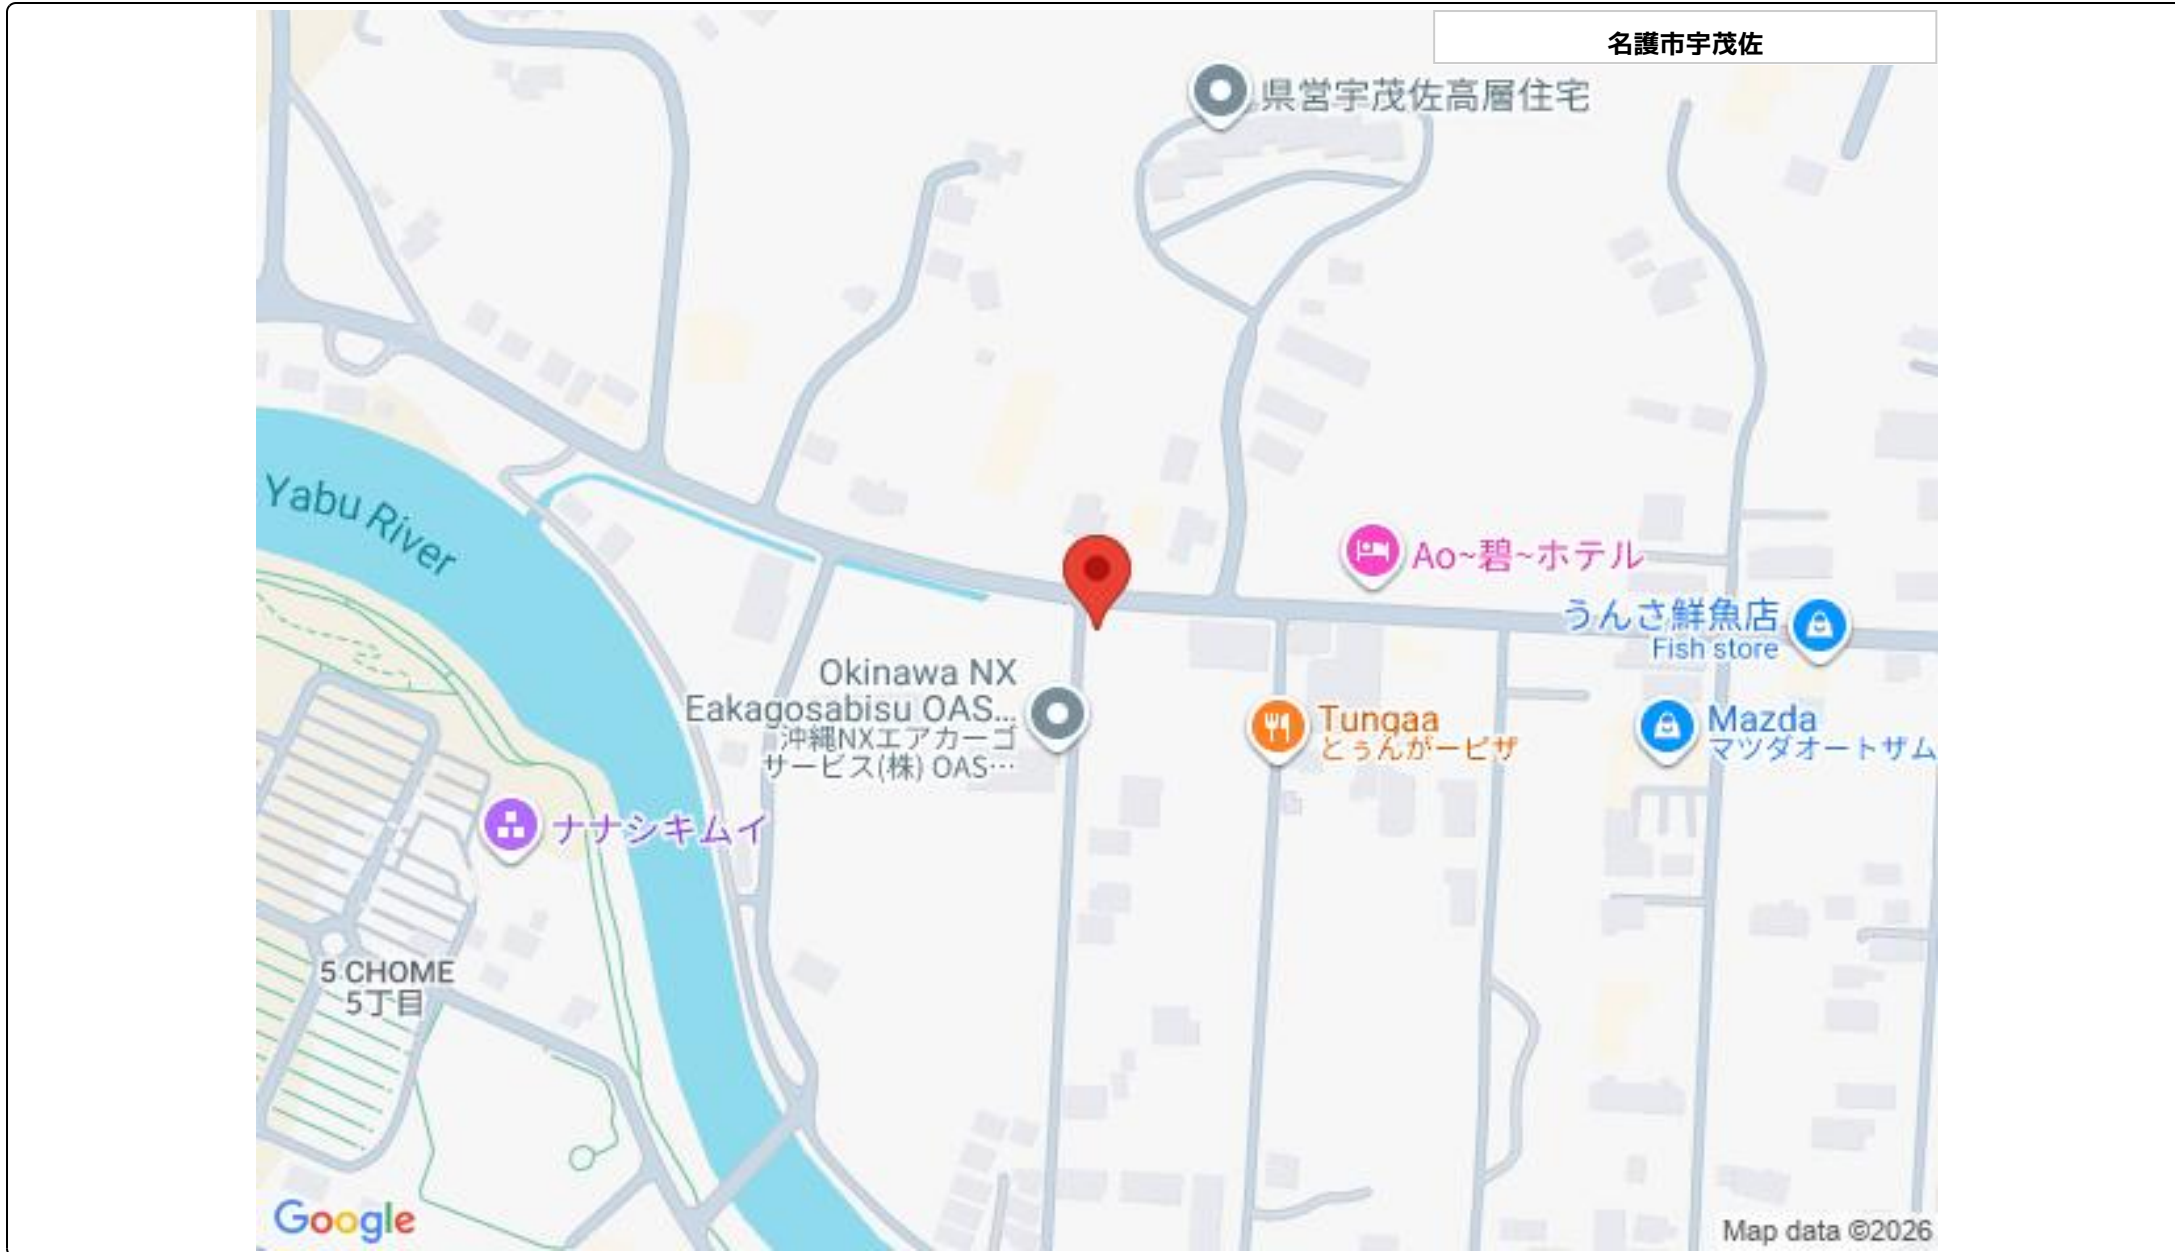 名護市宇茂佐
県営宇茂佐高層住宅
Yabu River
Ao~碧~ホテル
うんさ鮮魚店
Fish store
Okinawa NX
Eakagosabisu OAS...
沖縄NXエアカーゴ
サービス(株) OAS…
Tungaa
とぅんがーピザ
Mazda
マツダオートザム
ナナシキムイ
5 CHOME
5丁目
Google
Map data ©2026